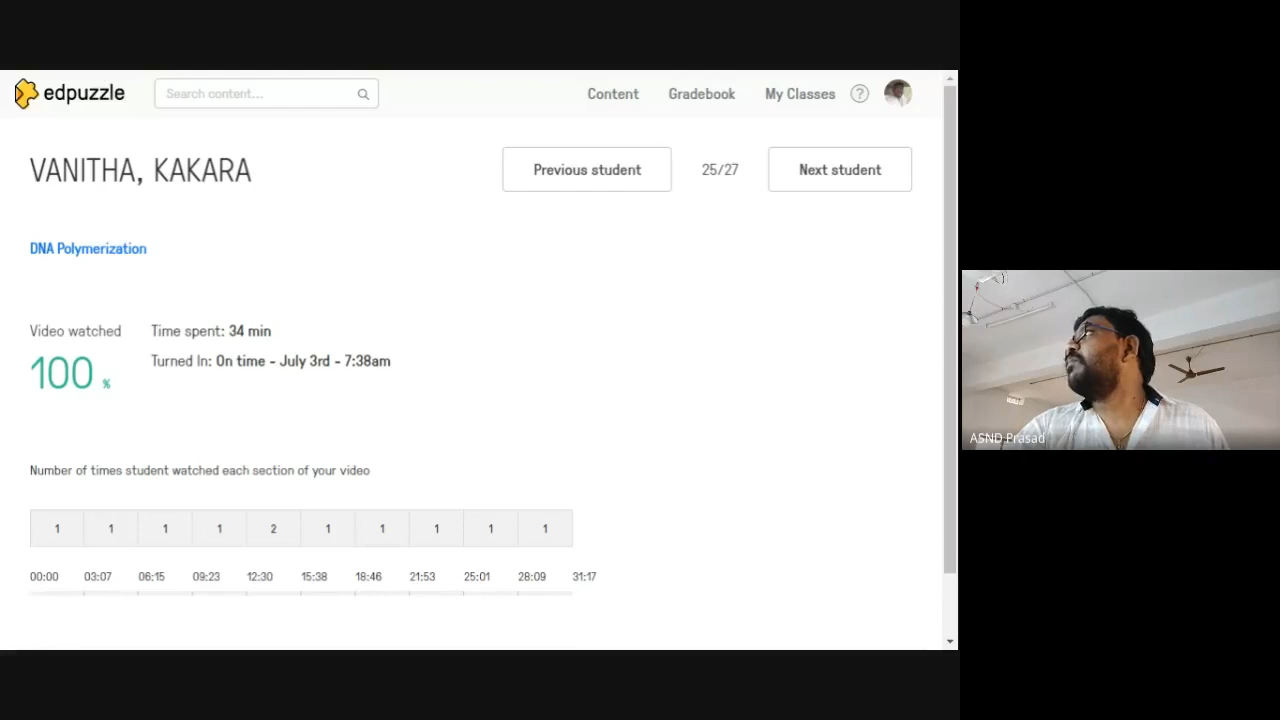 edpuzzle
Search content...
Content
Gradebook
My Classes
?
VANITHA, KAKARA
Previous student
25/27
Next student
DNA Polymerization
Video watched
100 %
Time spent: 34 min
Turned In: On time - July 3rd - 7:38am
Number of times student watched each section of your video
1 1 1 1 2 1 1 1 1 1
00:00 03:07 06:15 09:23 12:30 15:38 18:46 21:53 25:01 28:09 31:17
ASND Prasad